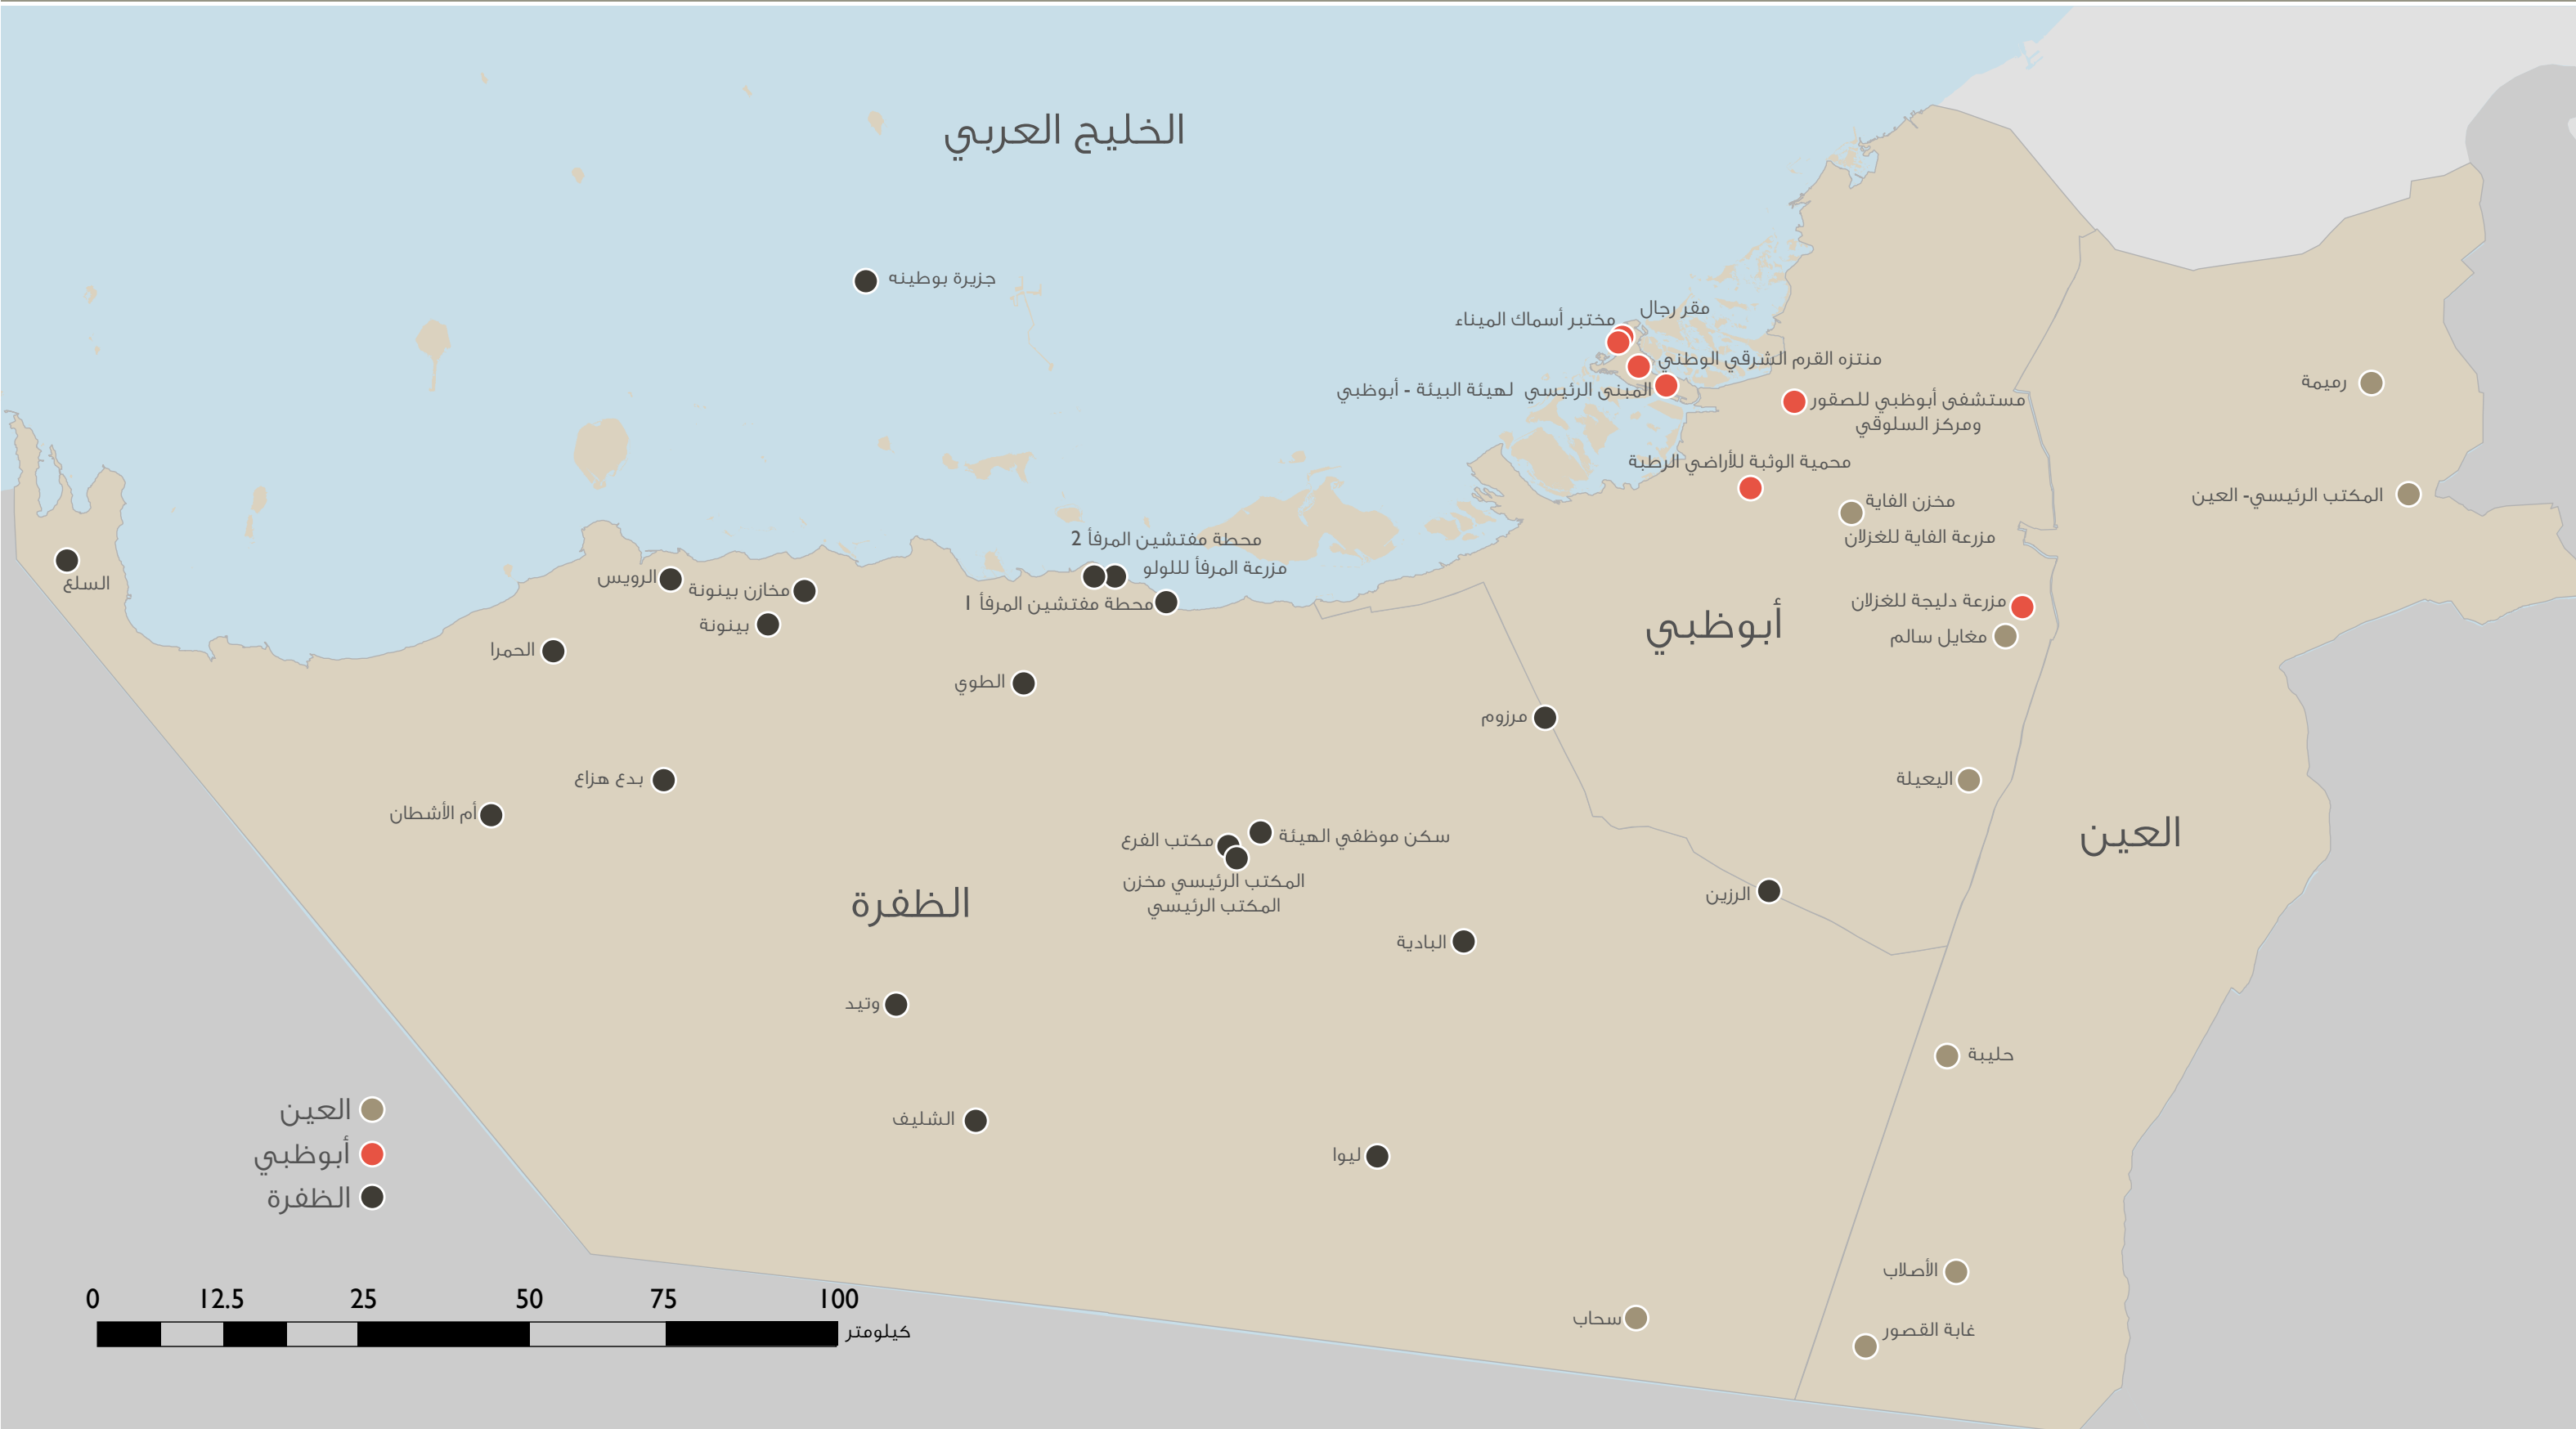 الخليج العربي
جزيرة بوطينه
مقر رجال
مختبر أسماك الميناء
منتزه القرم الشرقي الوطني
المبنى الرئيسي لهيئة البيئة - أبوظبي
رميمة
مستشفى أبوظبي للصقور
ومركز السلوقي
محمية الوثبة للأراضي الرطبة
المكتب الرئيسي- العين
مخزن الفاية
مزرعة الفاية للغزلان
محطة مفتشين المرفأ 2
مزرعة المرفأ لللولو
محطة مفتشين المرفأ 1
السلع
الرويس
مخازن بينونة
بينونة
الحمرا
مزرعة دليجة للغزلان
مغايل سالم
أبوظبي
الطوي
مرزوم
بدع هزاع
اليعيلة
أم الأشطان
العين
سكن موظفي الهيئة
مكتب الفرع
المكتب الرئيسي مخزن
المكتب الرئيسي
الظفرة
الرزين
البادية
وتيد
حليبة
الشليف
ليوا
العين
أبوظبي
الظفرة
الأصلاب
سحاب
غابة القصور
0 12.5 25 50 75 100
كيلومتر